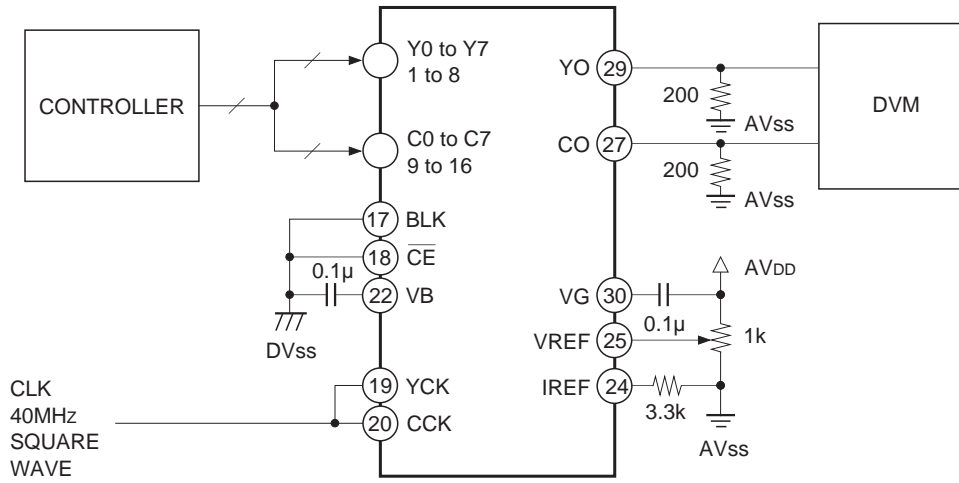 CONTROLLER
Y0 to Y7
1 to 8
C0 to C7
9 to 16
17
BLK
18
CE
0.1μ
22
VB
DVss
CLK
40MHz
SQUARE
WAVE
19
YCK
20
CCK
YO
29
200
AVss
CO
27
200
AVss
DVM
AVDD
VG
30
0.1μ
1k
VREF
25
IREF
24
3.3k
AVss